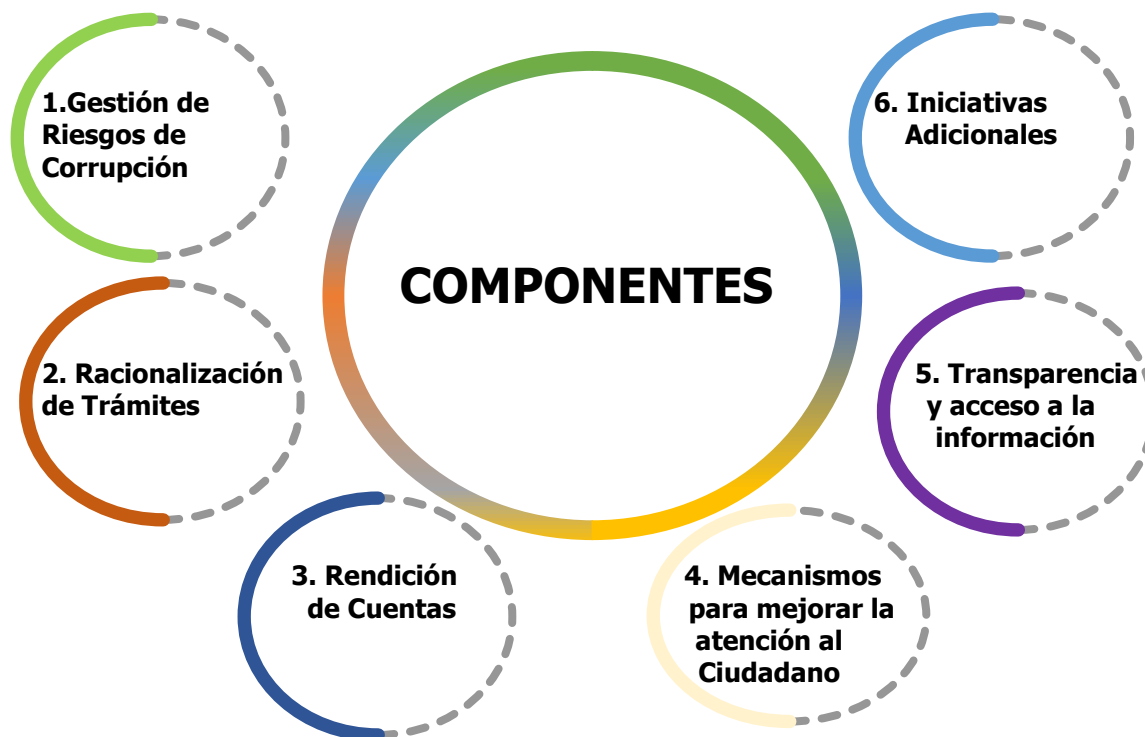 1.Gestión de
Riesgos de
Corrupción
2. Racionalización
de Trámites
3. Rendición
de Cuentas
COMPONENTES
4. Mecanismos
para mejorar la
atención al
Ciudadano
5. Transparencia
y acceso a la
información
6. Iniciativas
Adicionales